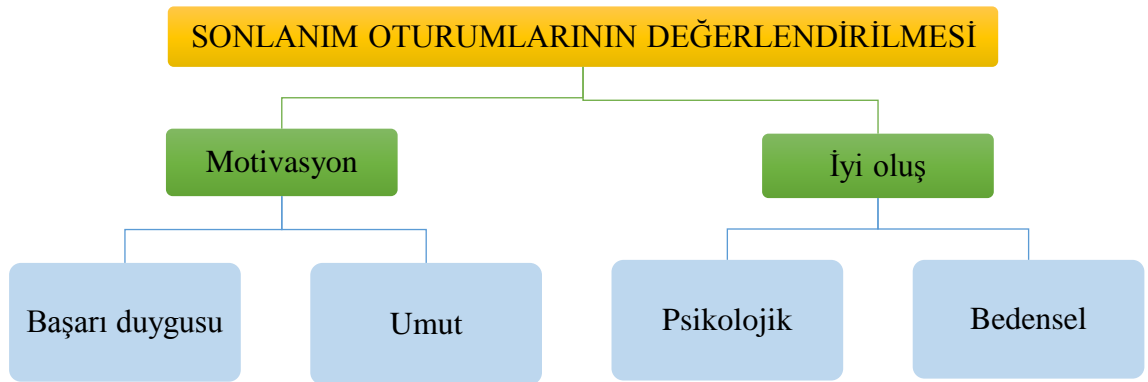 SONLANIM OTURUMLARININ DEĞERLENDİRİLMESİ
Motivasyon
İyi oluş
Başarı duygusu
Umut
Psikolojik
Bedensel